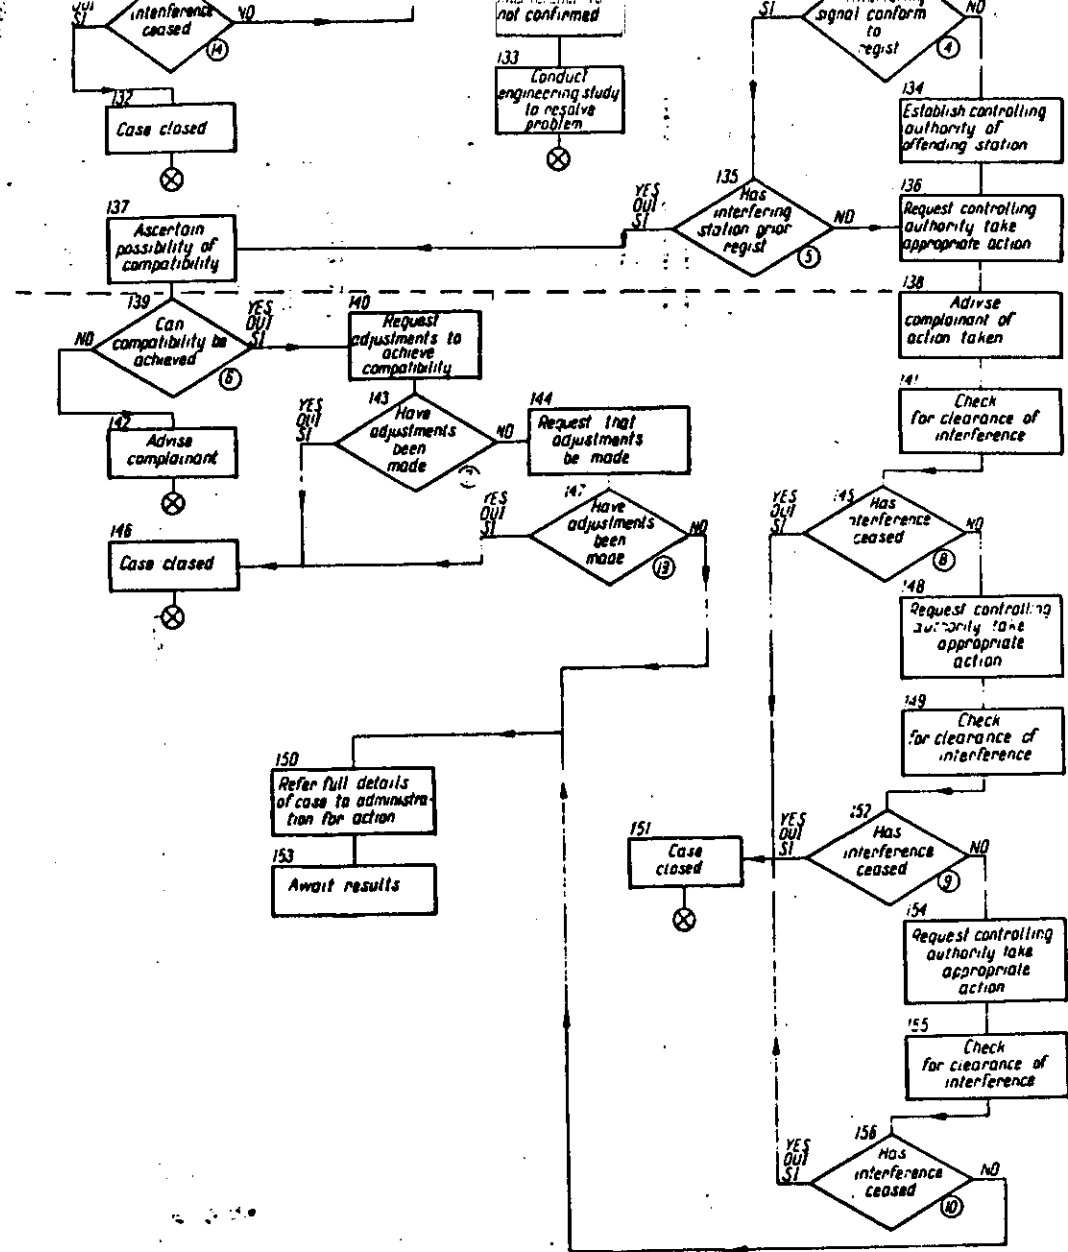 OUI
SI
interference
ceased
NO
14
132
Case closed
not confirmed
133
Conduct
engineering study
to resolve
problem
SI
signal conform
to
regist
NO
4
134
Establish controlling
authority of
offending station
135
Has
interfering
station prior
regist
YES
OUI
SI
NO
5
136
Request controlling
authority take
appropriate action
137
Ascertain
possibility of
compatibility
138
Adivse
complainant of
action taken
139
Can
compatibility be
achieved
NO
YES
OUI
SI
6
140
Request
adjustments to
achieve
compatibility
141
Check
for clearance of
interference
142
Advise
complainant
143
Have
adjustments
been
made
YES
OUI
SI
NO
7
144
Request that
adjustments
be made
145
Has
interference
ceased
YES
OUI
SI
NO
8
146
Case closed
147
Have
adjustments
been
made
YES
OUI
SI
NO
13
148
Request controlling
authority take
appropriate
action
149
Check
for clearance of
interference
150
Refer full details
of case to administra-
tion for action
151
Case
closed
152
Has
interference
ceased
YES
OUI
SI
NO
9
153
Await results
154
Request controlling
authority take
appropriate
action
155
Check
for clearance of
interference
156
Has
interference
ceased
YES
OUI
SI
NO
10